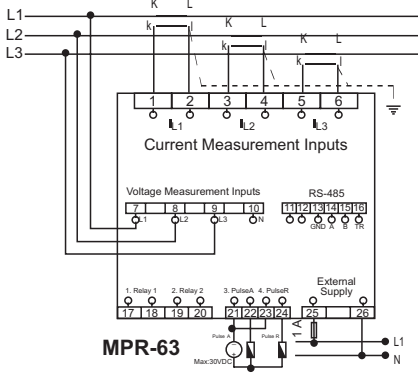 K L
L1
K L
L2
k l
K L
L3
k l
k l
1 2 3 4 5 6
IL1 IL2 IL3
Current Measurement Inputs
Voltage Measurement Inputs
RS-485
7 8 9 10
11 12 13 14 15 16
L1 L2 L3 N
GND A B TR
External
Supply
1. Relay 1 2. Relay 2 3. PulseA 4. PulseR
17 18 19 20 21 22 23 24 25 26
Pulse A Pulse R
1 A
L1
MPR-63
N
Max:30VDC